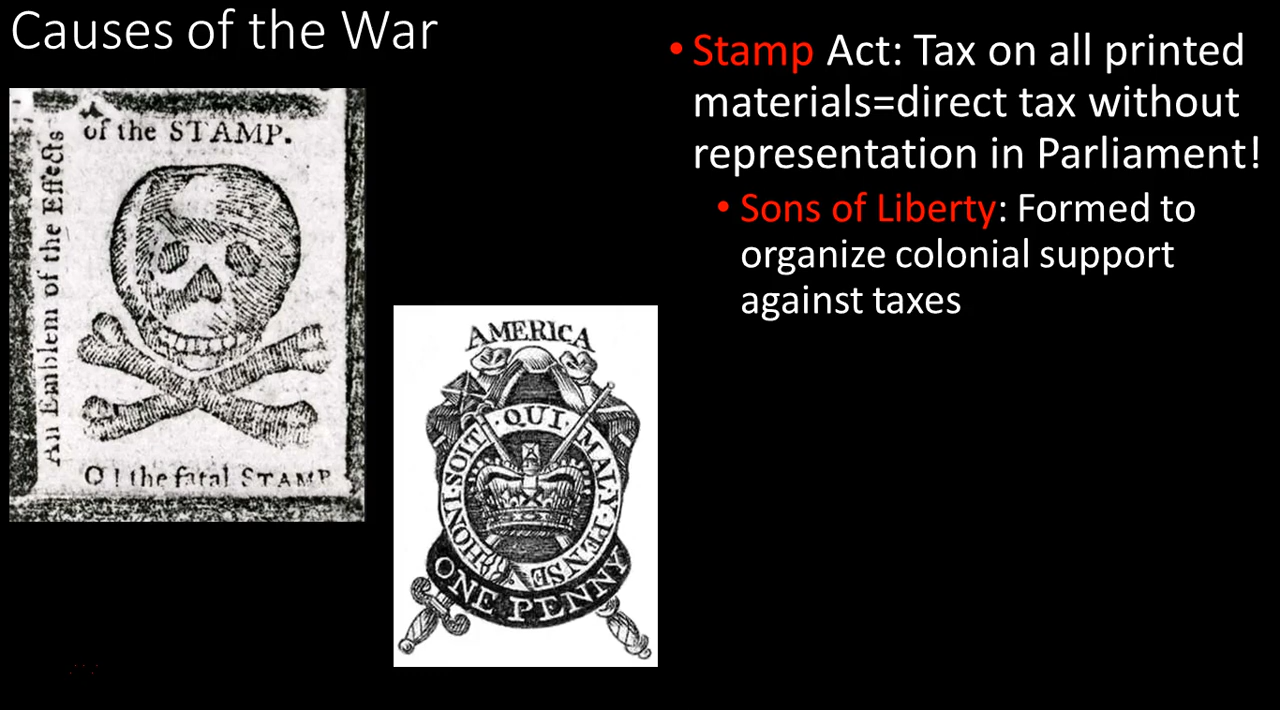 Causes of the War
An Emblem of the Effects
of the STAMP.
O! the fatal STAMP
AMERICA
HONI·SOIT·QUI·MAL·Y·PENSE
ONE PENNY
• Stamp Act: Tax on all printed
materials=direct tax without
representation in Parliament!
• Sons of Liberty: Formed to
organize colonial support
against taxes